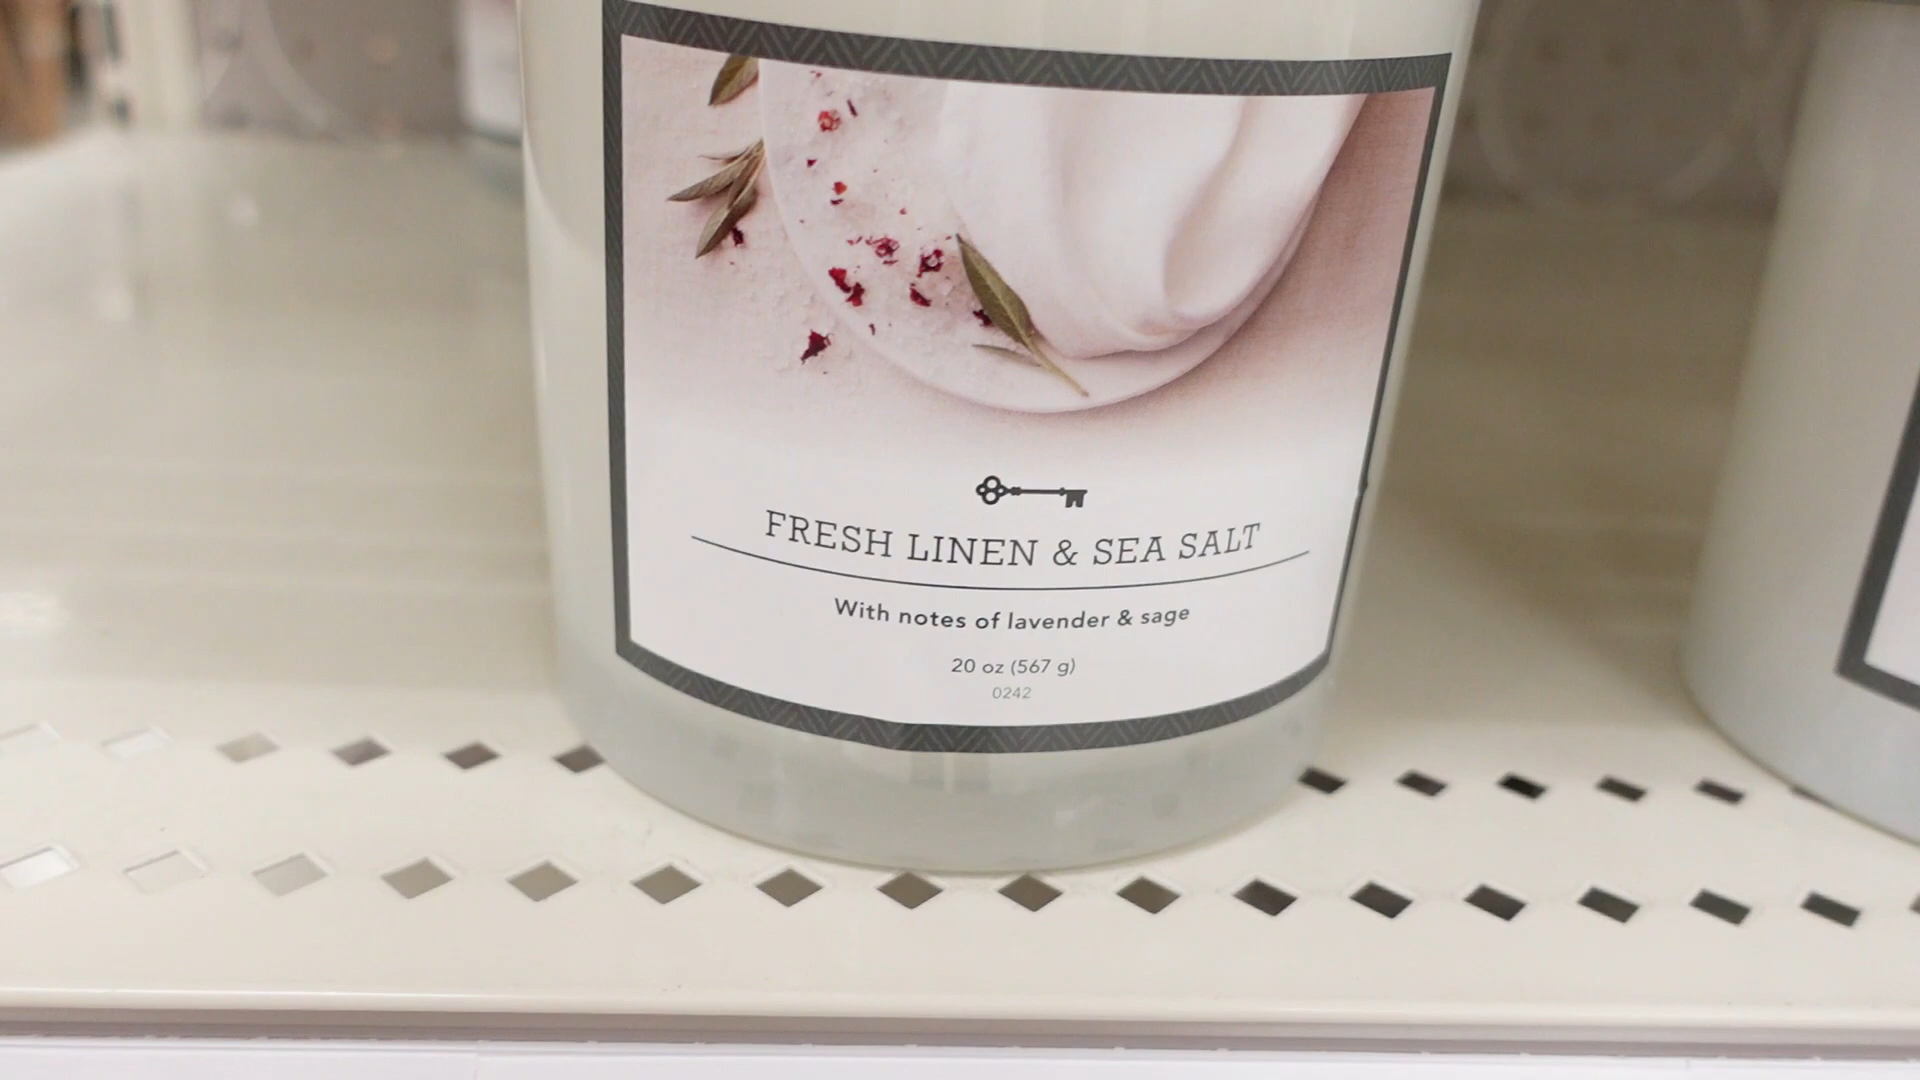 FRESH LINEN & SEA SALT
With notes of lavender & sage
20 oz (567 g)
0242